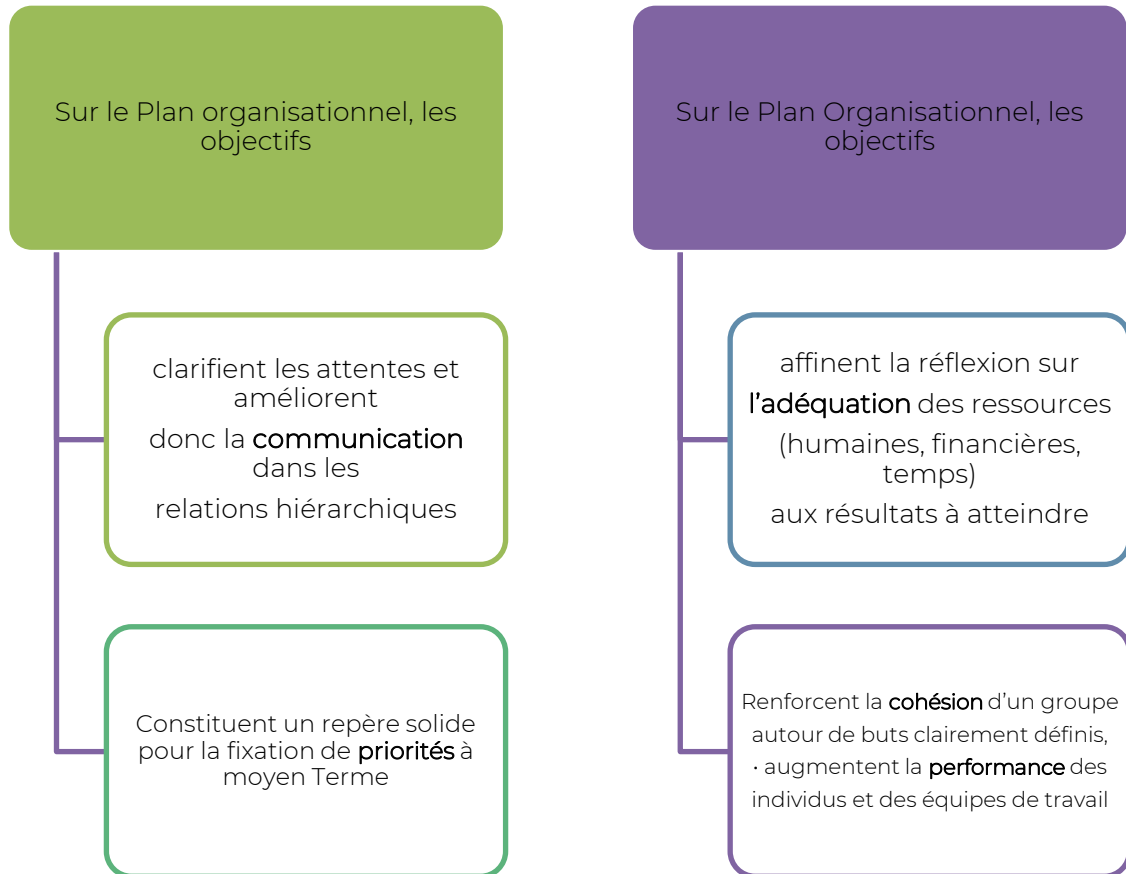 Sur le Plan organisationnel, les
objectifs
clarifient les attentes et
améliorent
donc la communication
dans les
relations hiérarchiques
Constituent un repère solide
pour la fixation de priorités à
moyen Terme
Sur le Plan Organisationnel, les
objectifs
affinent la réflexion sur
l’adéquation des ressources
(humaines, financières,
temps)
aux résultats à atteindre
Renforcent la cohésion d’un groupe
autour de buts clairement définis,
· augmentent la performance des
individus et des équipes de travail